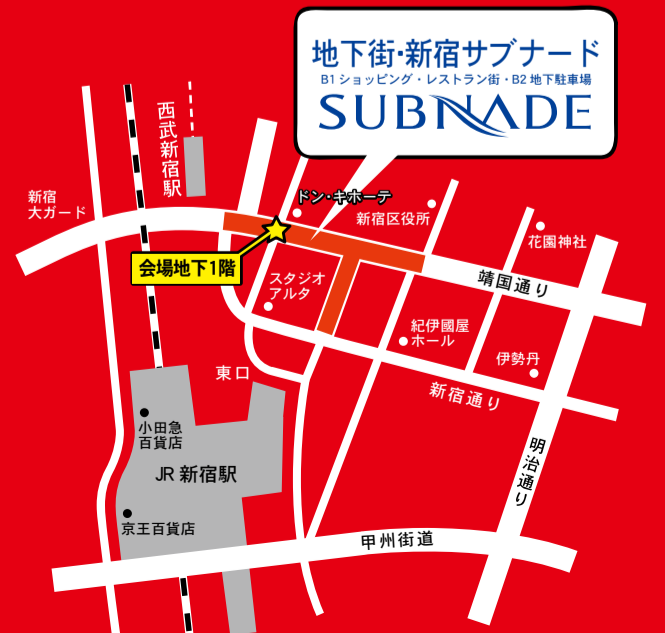 地下街・新宿サブナード
B1 ショッピング・レストラン街・B2 地下駐車場
SUBNADE
西武新宿駅
新宿
大ガード
ドン・キホーテ
新宿区役所
花園神社
会場地下1階
スタジオ
アルタ
靖国通り
紀伊國屋
ホール
伊勢丹
東口
新宿通り
小田急
百貨店
JR 新宿駅
明治通り
京王百貨店
甲州街道